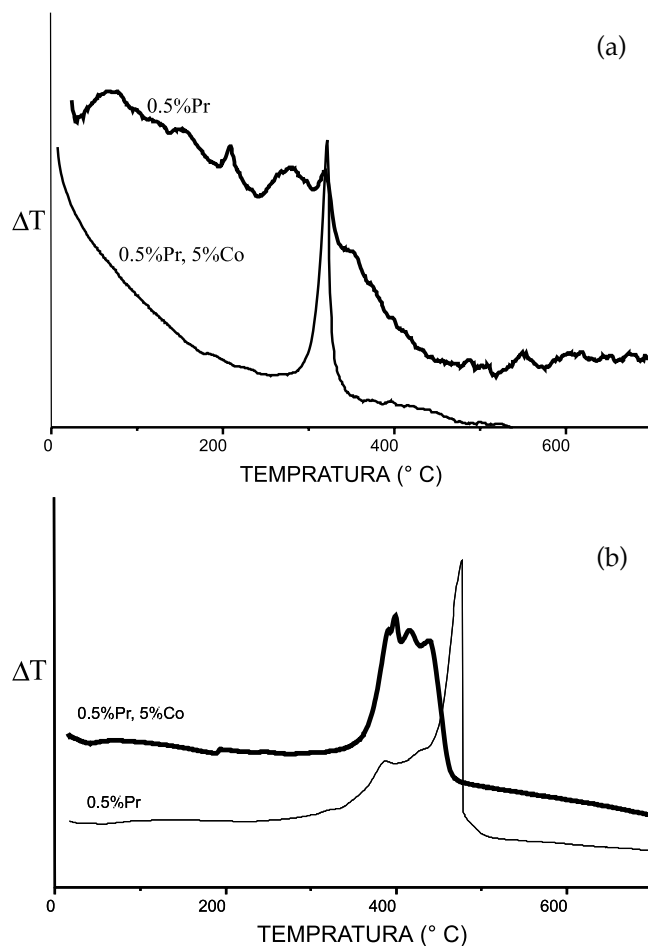 (a)
0.5%Pr
ΔT
0.5%Pr, 5%Co
0 200 400 600
TEMPRATURA (° C)
(b)
ΔT
0.5%Pr, 5%Co
0.5%Pr
0 200 400 600
TEMPRATURA (° C)